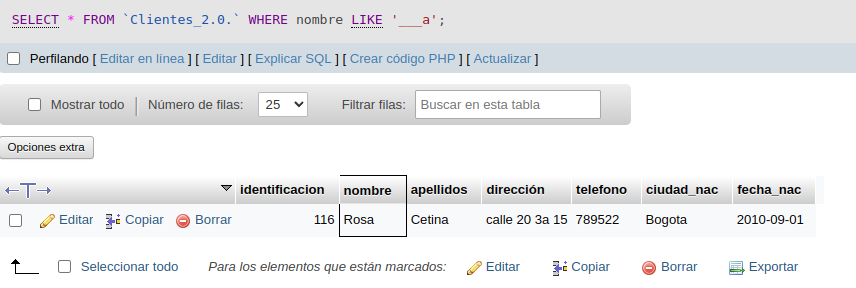 SELECT * FROM `Clientes_2.0.` WHERE nombre LIKE '___a';
Perfilando [ Editar en línea ] [ Editar ] [ Explicar SQL ] [ Crear código PHP ] [ Actualizar ]
Mostrar todo Número de filas: 25 Filtrar filas: Buscar en esta tabla
Opciones extra
identificacion nombre apellidos dirección telefono ciudad_nac fecha_nac
Editar Copiar Borrar 116 Rosa Cetina calle 20 3a 15 789522 Bogota 2010-09-01
Seleccionar todo Para los elementos que están marcados: Editar Copiar Borrar Exportar